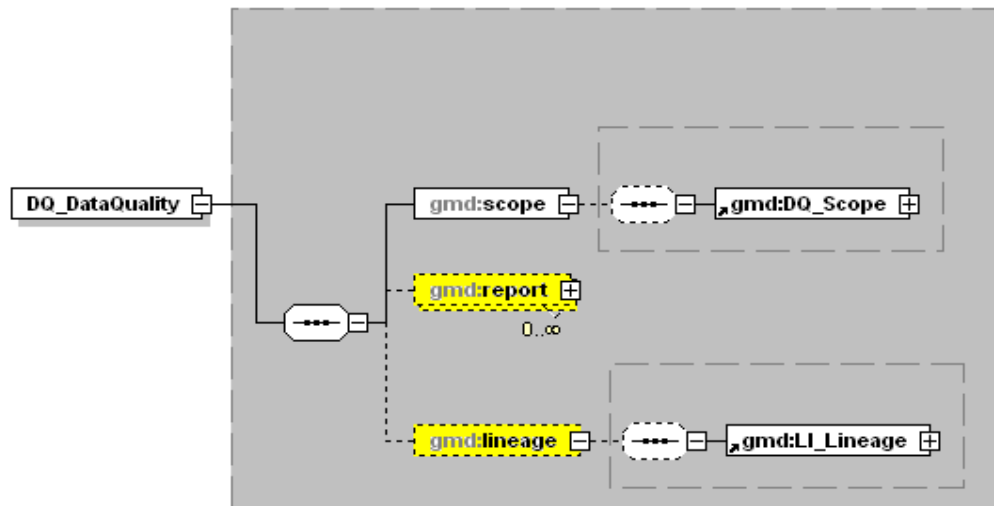 gmd:scope
gmd:DQ_Scope
DQ_DataQuality
gmd:report
0..∞
gmd:lineage
gmd:LI_Lineage